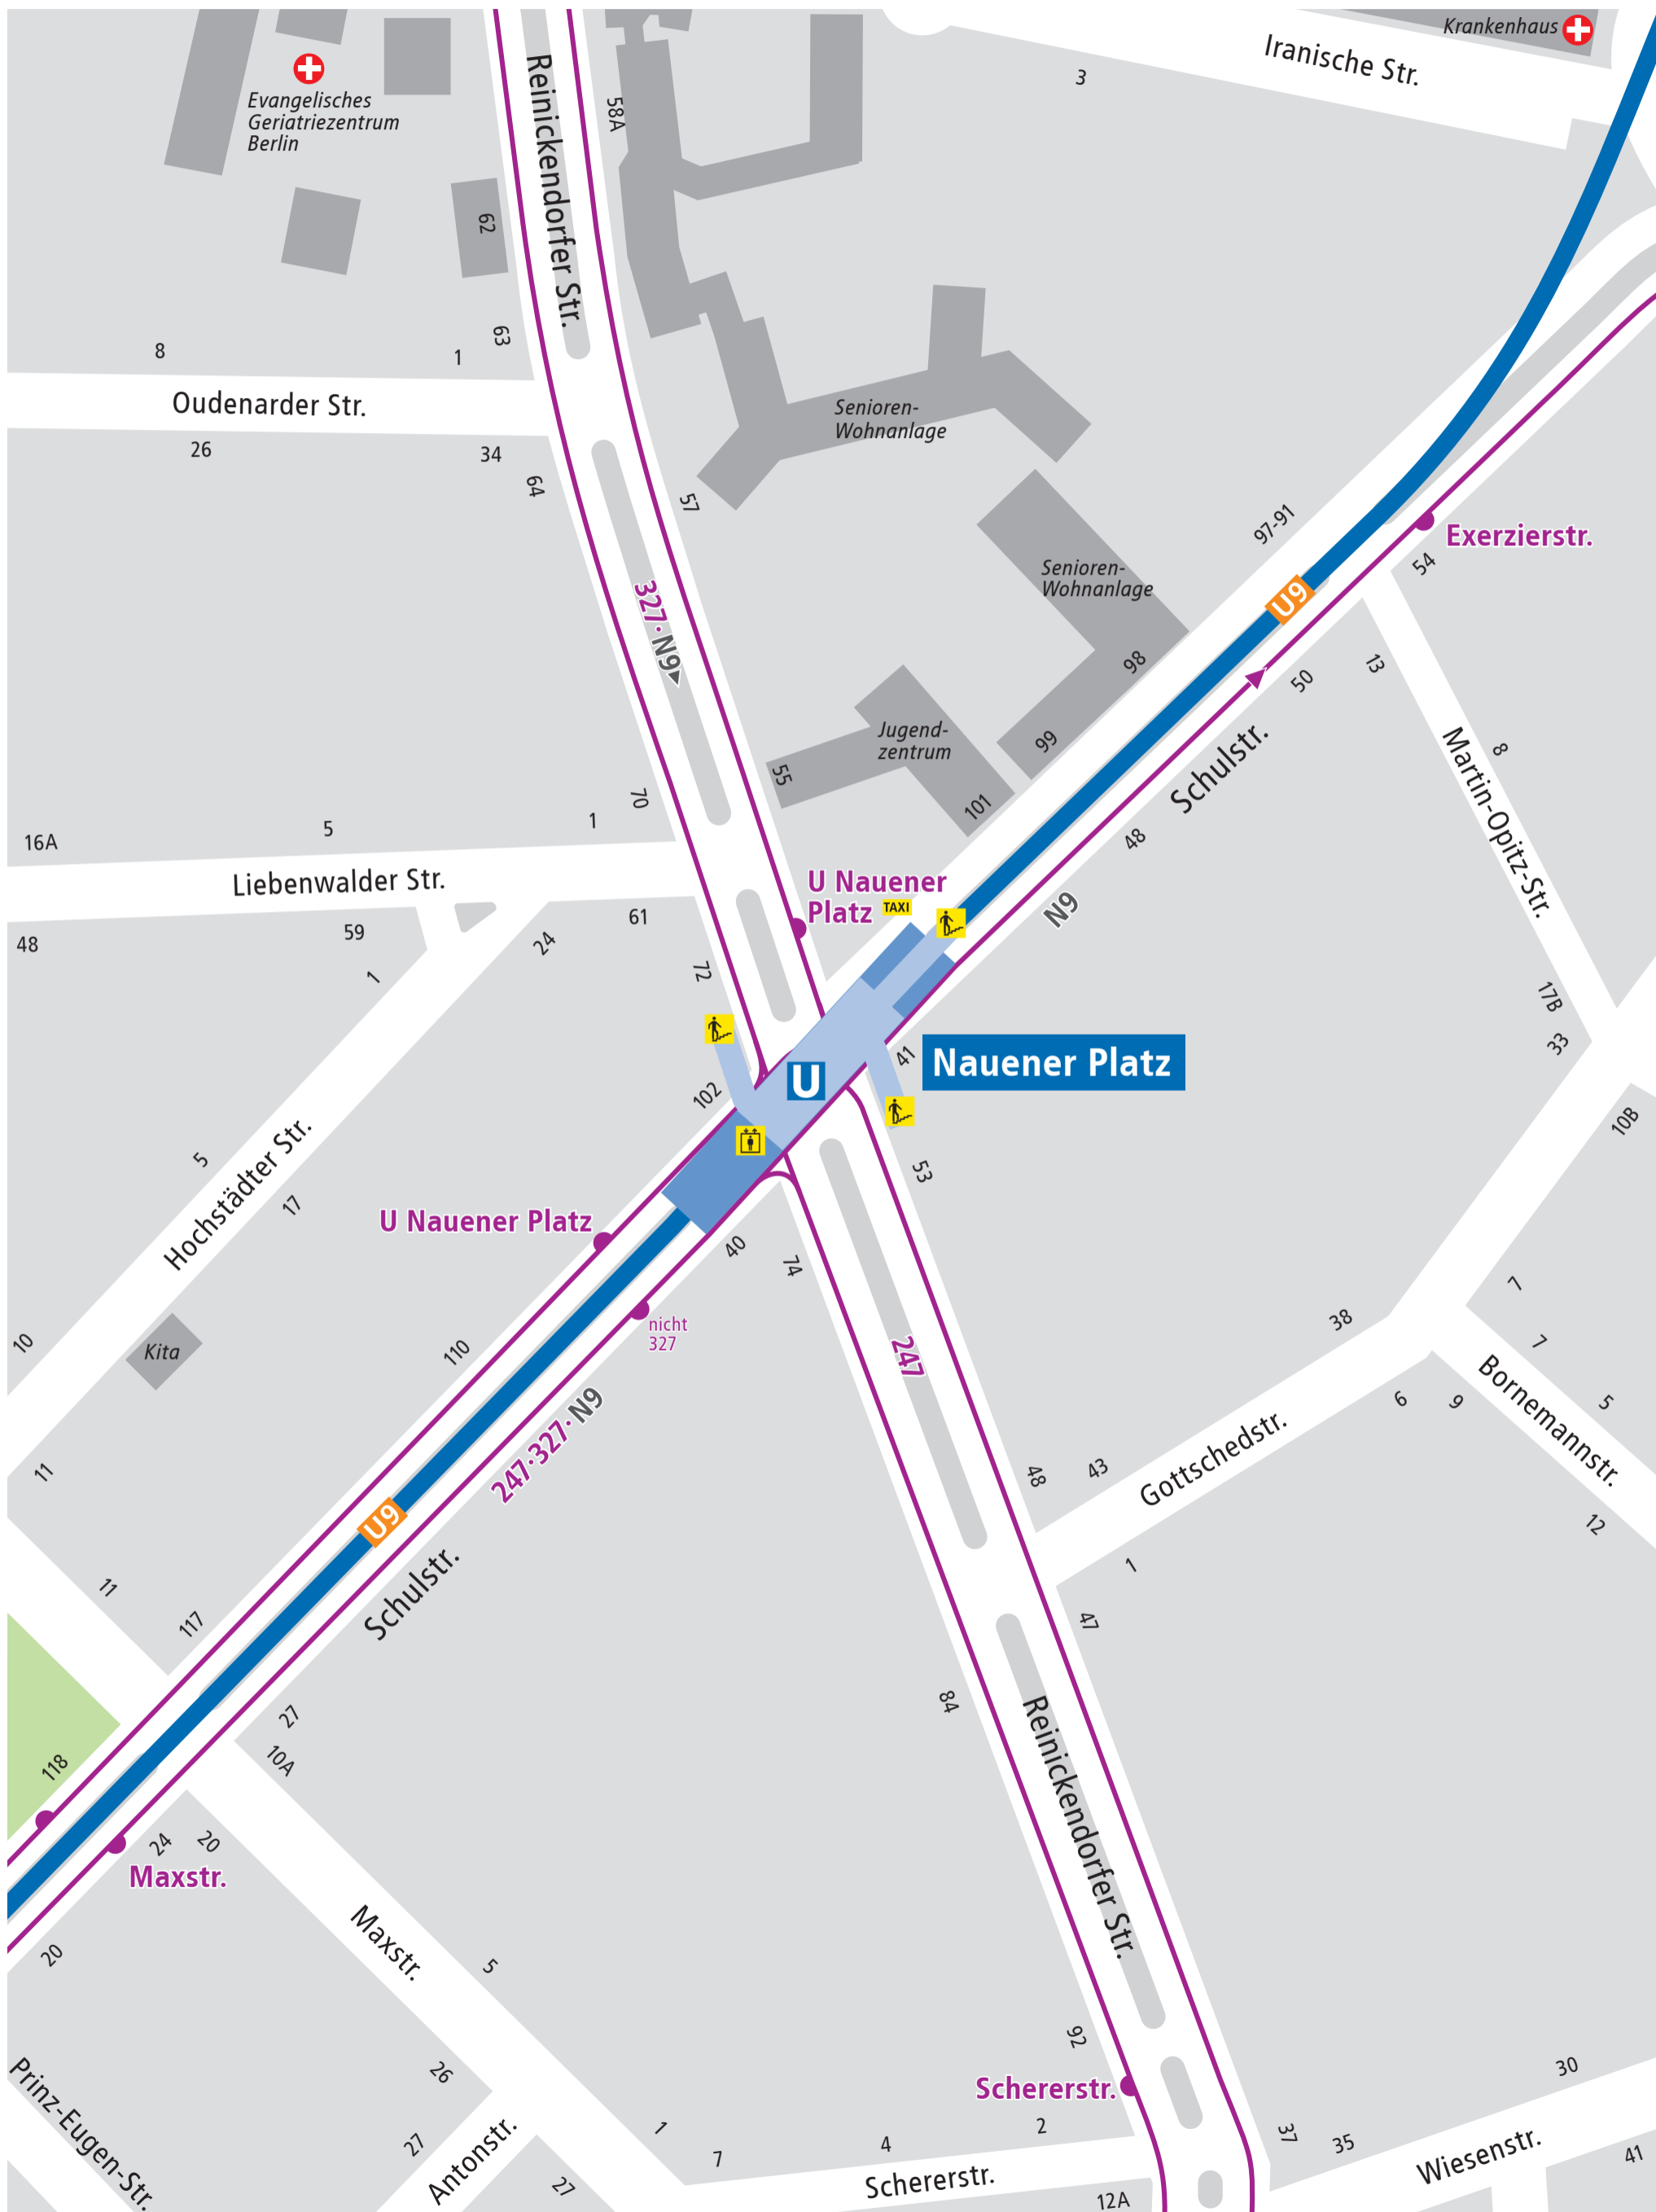 Krankenhaus
Iranische Str.
3
Evangelisches
Geriatriezentrum
Berlin
Reinickendorfer Str.
58A
62
63
8
1
Oudenarder Str.
26
34
64
57
Senioren-
Wohnanlage
97-91
Exerzierstr.
54
Senioren-
Wohnanlage
U9
327·N9
98
50
13
Jugend-
zentrum
99
55
101
Schulstr.
8
Martin-Opitz-Str.
70
48
16A
5
1
Liebenwalder Str.
U Nauener
Platz
TAXI
N9
48
59
61
24
1
72
17B
33
41
Nauener Platz
U
102
10B
5
Hochstädter Str.
17
53
U Nauener Platz
40
74
7
nicht
327
38
7
10
Kita
110
247
Bornemannstr.
5
6
9
247·327·N9
Gottschedstr.
43
48
11
12
U9
1
Schulstr.
11
117
47
27
84
10A
118
Reinickendorfer Str.
24
20
Maxstr.
20
Maxstr.
5
92
26
Schererstr.
30
Prinz-Eugen-Str.
27
Antonstr.
1
7
4
2
37
35
Wiesenstr.
41
27
Schererstr.
12A